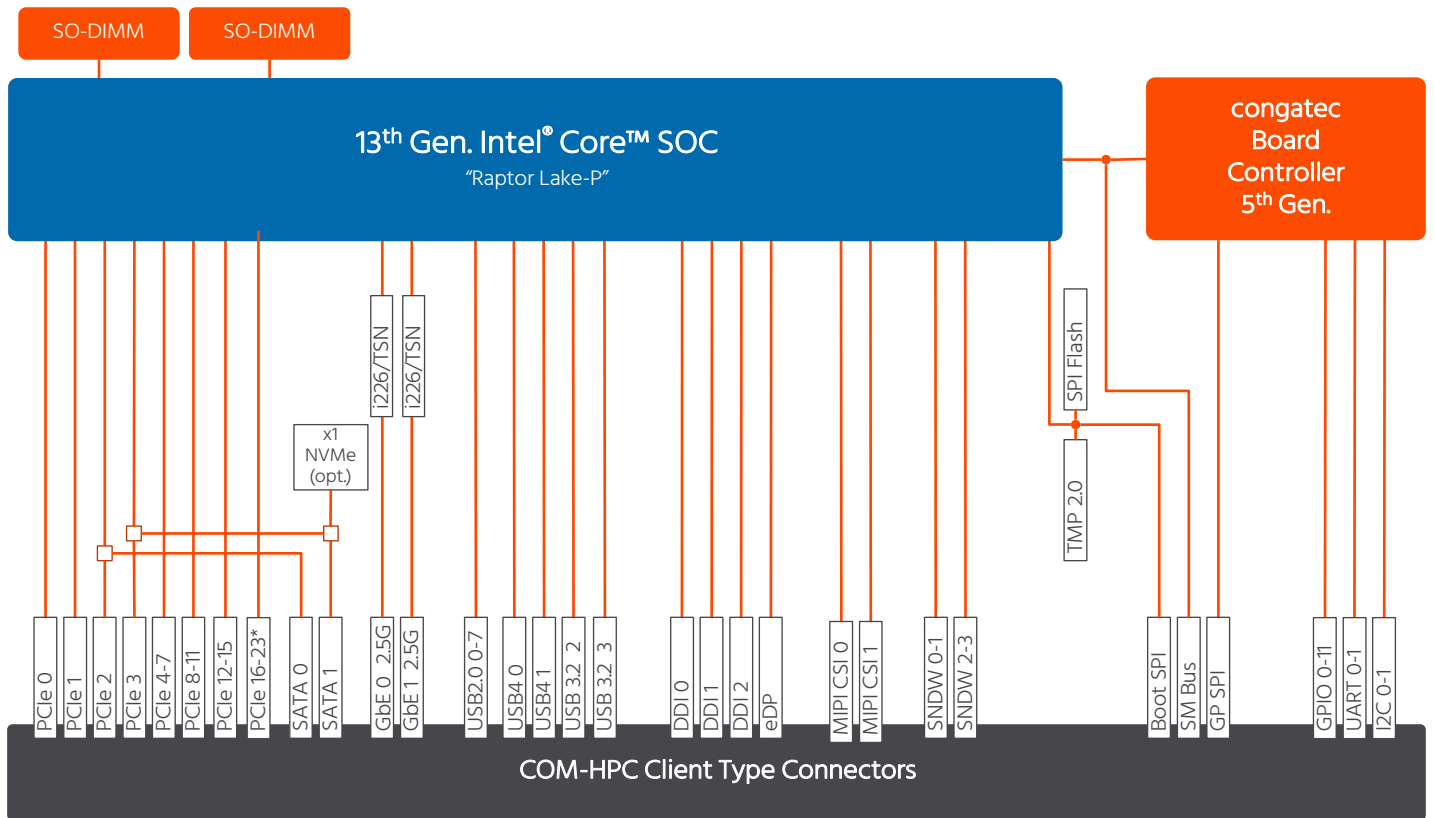 SO-DIMM
SO-DIMM
13th Gen. Intel® Core™ SOC
“Raptor Lake-P”
congatec
Board
Controller
5th Gen.
i226/TSN
i226/TSN
SPI Flash
x1
NVMe
(opt.)
TMP 2.0
PCIe 0
PCIe 1
PCIe 2
PCIe 3
PCIe 4-7
PCIe 8-11
PCIe 12-15
PCIe 16-23*
SATA 0
SATA 1
GbE 0 2.5G
GbE 1 2.5G
USB2.0 0-7
USB4 0
USB4 1
USB 3.2 2
USB 3.2 3
DDI 0
DDI 1
DDI 2
eDP
MIPI CSI 0
MIPI CSI 1
SNDW 0-1
SNDW 2-3
Boot SPI
SM Bus
GP SPI
GPIO 0-11
UART 0-1
I2C 0-1
COM-HPC Client Type Connectors